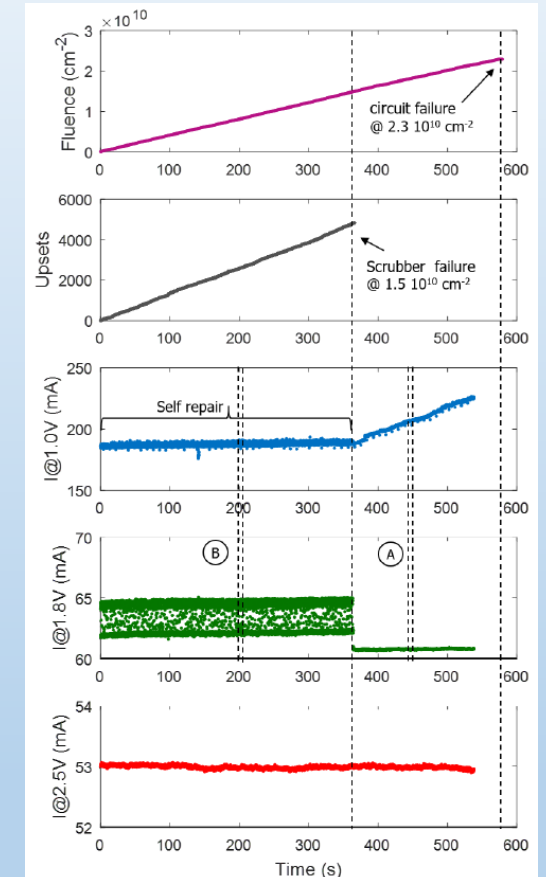 × 10¹⁰
3
2
1
0
Fluence (cm⁻²)
circuit failure
@ 2.3 10¹⁰ cm⁻²
0 100 200 300 400 500 600
6000
4000
2000
0
Upsets
Scrubber failure
@ 1.5 10¹⁰ cm⁻²
0 100 200 300 400 500 600
250
200
150
I@1.0V (mA)
Self repair
0 100 200 300 400 500 600
70
65
60
I@1.8V (mA)
B A
0 100 200 300 400 500 600
54
53
52
I@2.5V (mA)
0 100 200 300 400 500 600
Time (s)